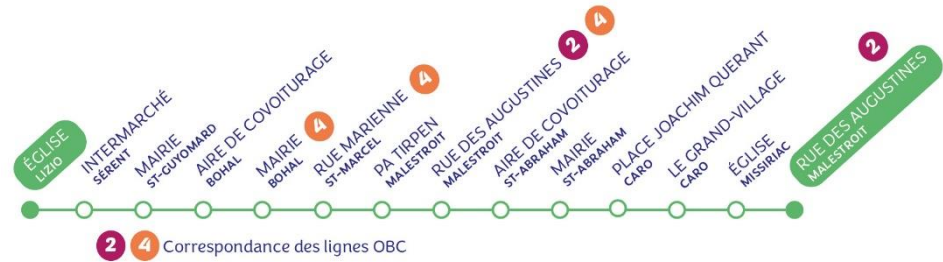 ÉGLISE
LIZIO
INTERMARCHÉ
SÉRENT
MAIRIE
ST-GUYOMARD
AIRE DE COVOITURAGE
BOHAL
MAIRIE 4
BOHAL
RUE MARIENNE 4
ST-MARCEL
PA TIRPEN
MALESTROIT
RUE DES AUGUSTINES 2 4
MALESTROIT
AIRE DE COVOITURAGE
ST-ABRAHAM
MAIRIE
ST-ABRAHAM
PLACE JOACHIM QUERANT
CARO
LE GRAND-VILLAGE
CARO
ÉGLISE
MISSIRIAC
RUE DES AUGUSTINES 2
MALESTROIT
2 4 Correspondance des lignes OBC